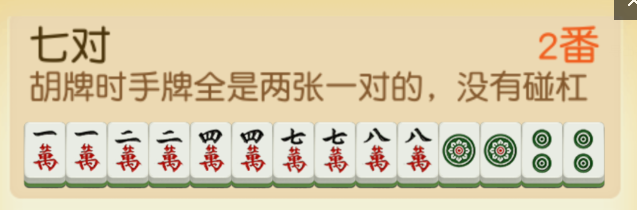 七对 2番
胡牌时手牌全是两张一对的，没有碰杠
一萬 一萬 二萬 二萬 四萬 四萬 七萬 七萬 八萬 八萬